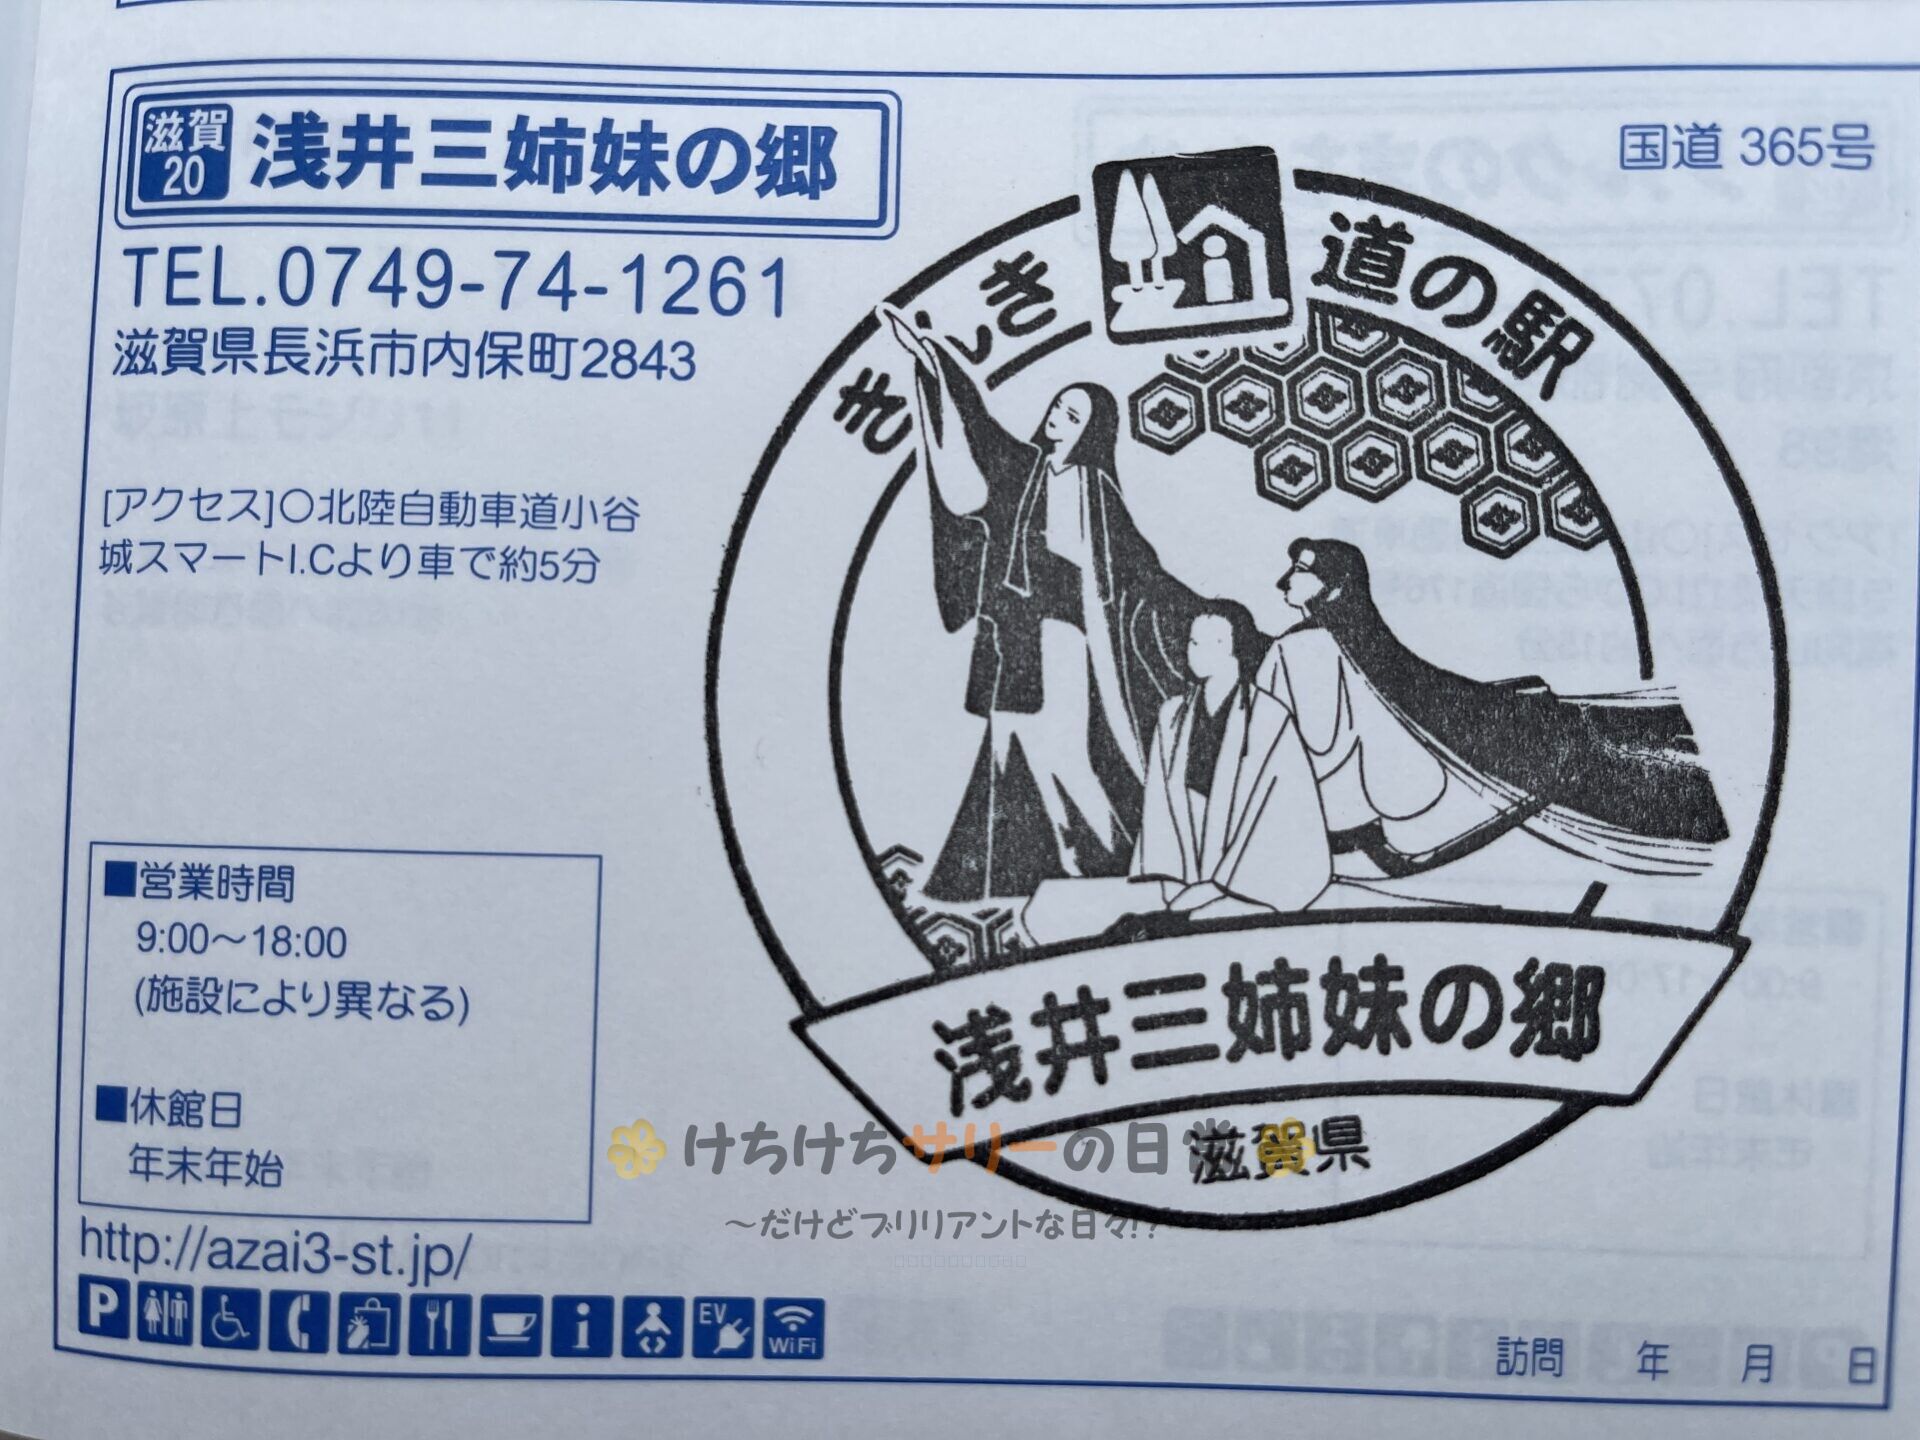 滋賀
20
浅井三姉妹の郷
国道 365号
TEL.0749-74-1261
滋賀県長浜市内保町2843
[アクセス]〇北陸自動車道小谷
城スマートI.Cより車で約5分
■営業時間
9:00〜18:00
(施設により異なる)
■休館日
年末年始
http://azai3-st.jp/
P
EV
WiFi
きんき 道の駅
浅井三姉妹の郷
滋賀県
けちけちサリーの日常
〜だけどブリリアントな日々!?
訪問 年 月 日